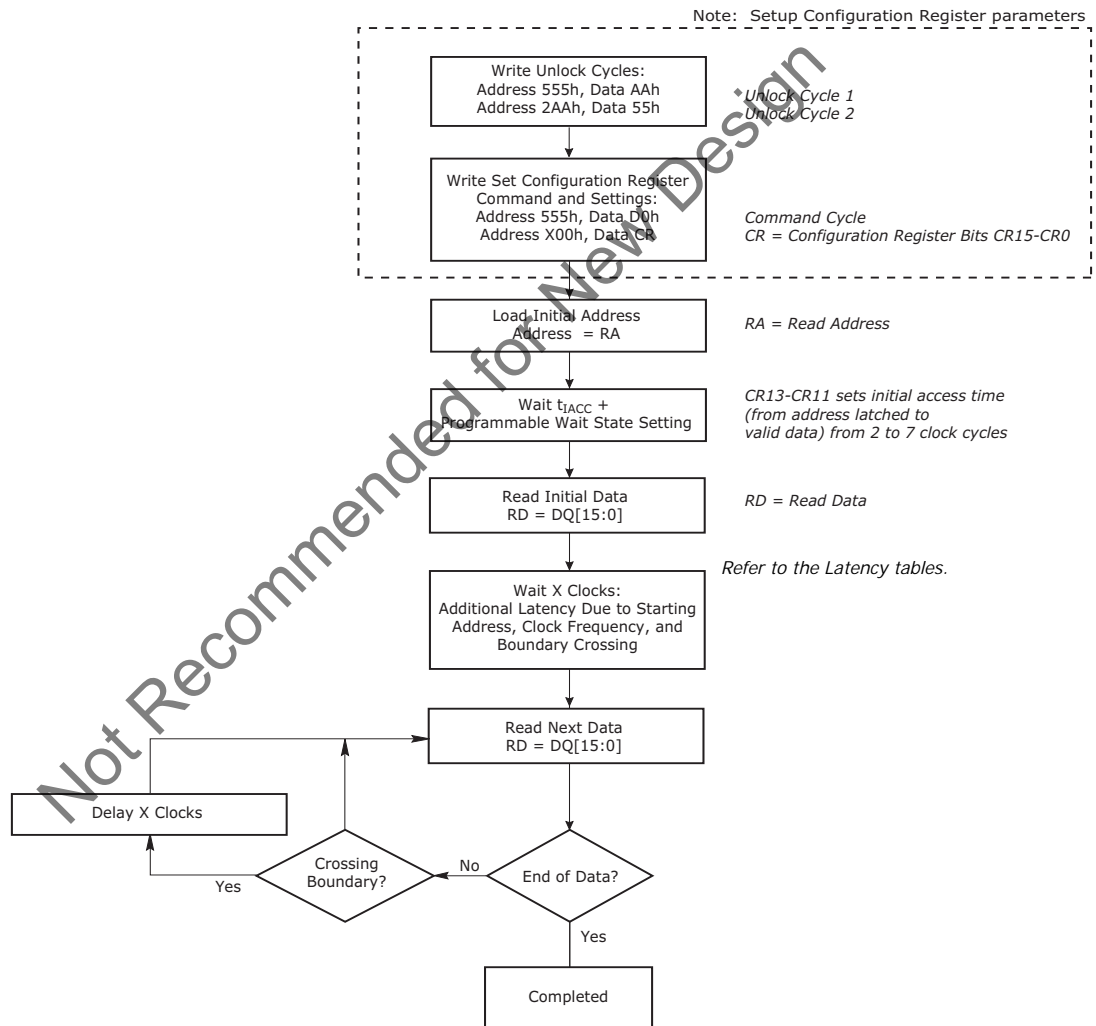 Note: Setup Configuration Register parameters
Write Unlock Cycles:
Address 555h, Data AAh
Address 2AAh, Data 55h
Unlock Cycle 1
Unlock Cycle 2
Write Set Configuration Register
Command and Settings:
Address 555h, Data D0h
Address X00h, Data CR
Command Cycle
CR = Configuration Register Bits CR15-CR0
Load Initial Address
Address = RA
RA = Read Address
Wait tIACC +
Programmable Wait State Setting
CR13-CR11 sets initial access time
(from address latched to
valid data) from 2 to 7 clock cycles
Read Initial Data
RD = DQ[15:0]
RD = Read Data
Refer to the Latency tables.
Wait X Clocks:
Additional Latency Due to Starting
Address, Clock Frequency, and
Boundary Crossing
Read Next Data
RD = DQ[15:0]
Delay X Clocks
Crossing
Boundary?
Yes
No
End of Data?
Yes
Completed
Not Recommended for New Design